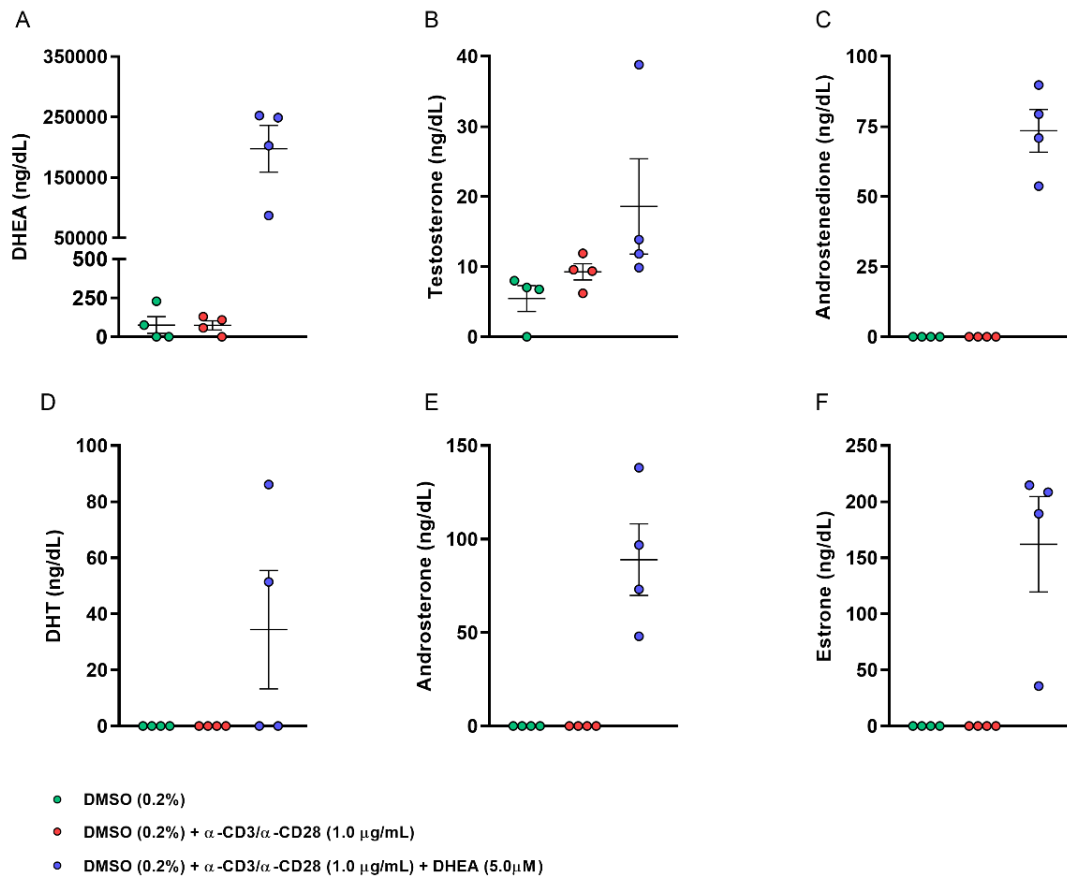 A
DHEA (ng/dL)
350000
250000
150000
50000
500
250
0
B
Testosterone (ng/dL)
40
30
20
10
0
C
Androstenedione (ng/dL)
100
75
50
25
0
D
DHT (ng/dL)
100
80
60
40
20
0
E
Androsterone (ng/dL)
150
100
50
0
F
Estrone (ng/dL)
250
200
150
100
50
0
DMSO (0.2%)
DMSO (0.2%) + α-CD3/α-CD28 (1.0 μg/mL)
DMSO (0.2%) + α-CD3/α-CD28 (1.0 μg/mL) + DHEA (5.0μM)